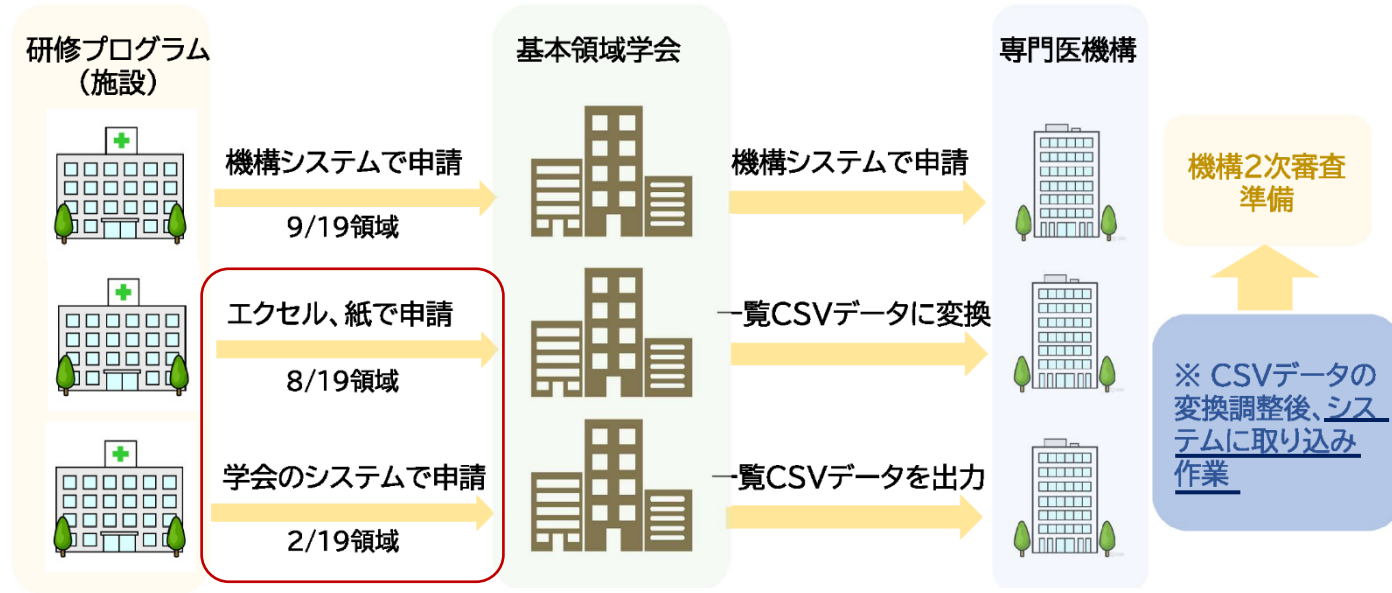 研修プログラム
(施設)
基本領域学会
専門医機構
機構システムで申請
9/19領域
機構システムで申請
機構2次審査
準備
エクセル、紙で申請
8/19領域
一覧CSVデータに変換
学会のシステムで申請
2/19領域
一覧CSVデータを出力
※ CSVデータの
変換調整後、シス
テムに取り込み
作業